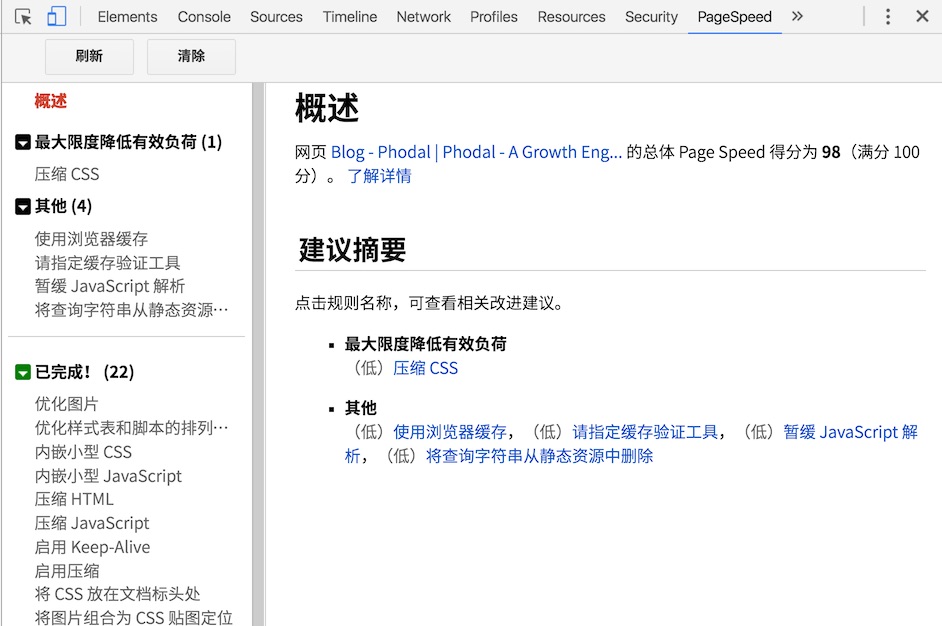 Elements Console Sources Timeline Network Profiles Resources Security PageSpeed »
刷新 清除
概述
最大限度降低有效负荷 (1)
压缩 CSS
其他 (4)
使用浏览器缓存
请指定缓存验证工具
暂缓 JavaScript 解析
将查询字符串从静态资源…
已完成! (22)
优化图片
优化样式表和脚本的排列…
内嵌小型 CSS
内嵌小型 JavaScript
压缩 HTML
压缩 JavaScript
启用 Keep-Alive
启用压缩
将 CSS 放在文档标头处
将图片组合为 CSS 贴图定位
概述
网页 Blog - Phodal | Phodal - A Growth Eng... 的总体 Page Speed 得分为 98（满分 100
分）。 了解详情
建议摘要
点击规则名称，可查看相关改进建议。
▪ 最大限度降低有效负荷
（低）压缩 CSS
▪ 其他
（低）使用浏览器缓存，（低）请指定缓存验证工具，（低）暂缓 JavaScript 解
析，（低）将查询字符串从静态资源中删除